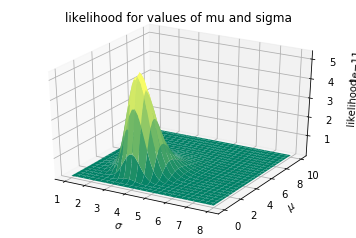 likelihood for values of mu and sigma
5
4
3
2
1
likelihood
1 2 3 4 5 6 7 8
σ
0 2 4 6 8 10
μ